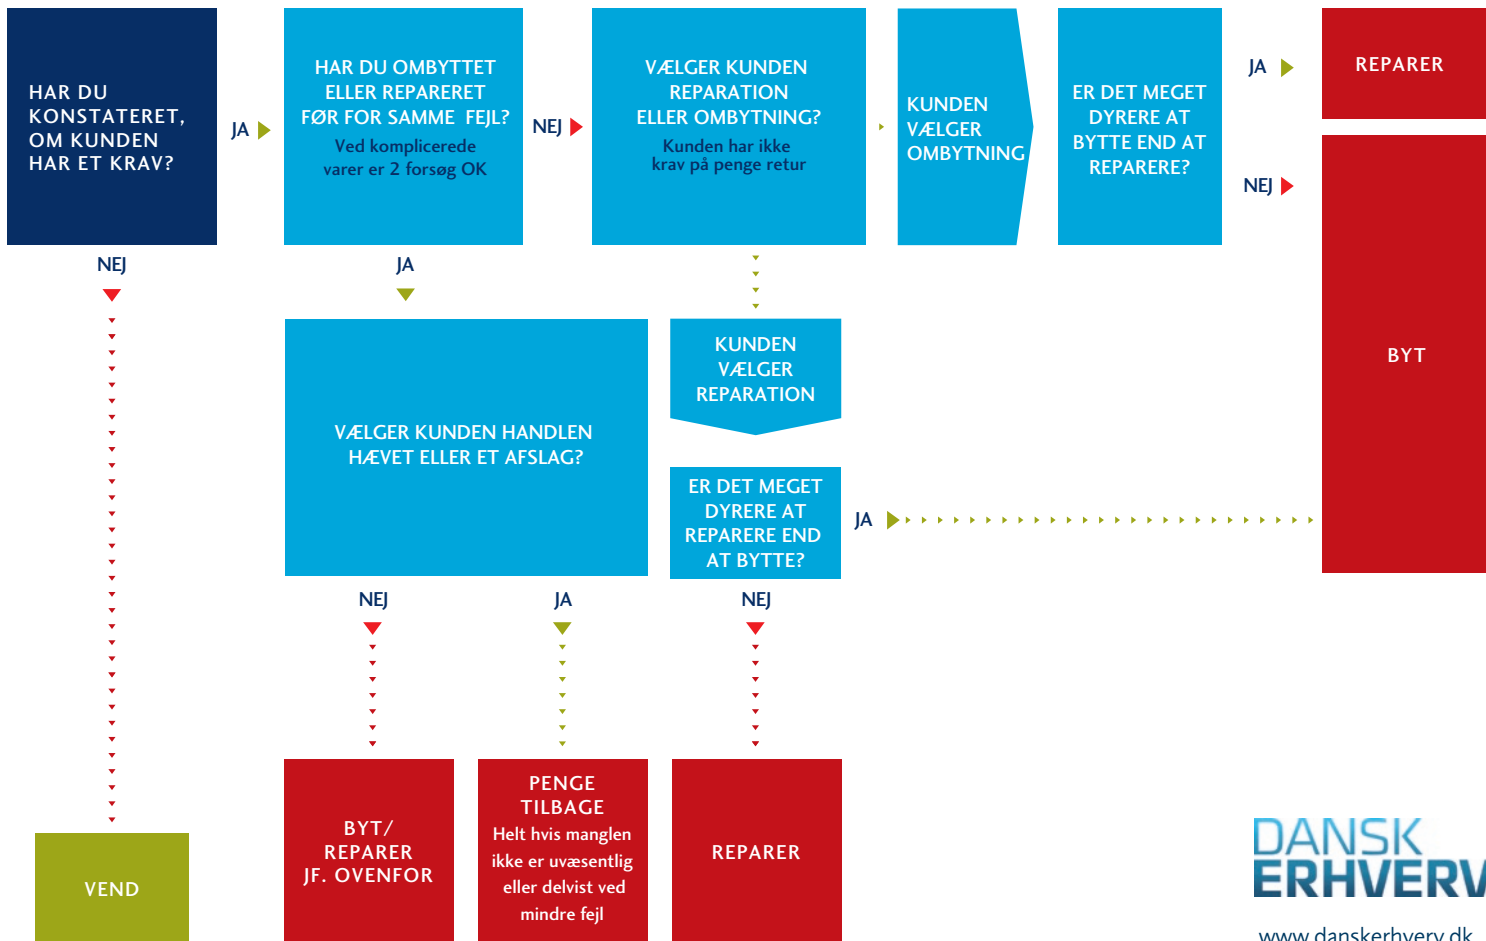 HAR DU
KONSTATERET,
OM KUNDEN
HAR ET KRAV?
JA
HAR DU OMBYTTET
ELLER REPARERET
FØR FOR SAMME FEJL?
Ved komplicerede
varer er 2 forsøg OK
NEJ
VÆLGER KUNDEN
REPARATION
ELLER OMBYTNING?
Kunden har ikke
krav på penge retur
KUNDEN
VÆLGER
OMBYTNING
ER DET MEGET
DYRERE AT
BYTTE END AT
REPARERE?
JA
REPARER
NEJ
BYT
NEJ
JA
VÆLGER KUNDEN HANDLEN
HÆVET ELLER ET AFSLAG?
KUNDEN
VÆLGER
REPARATION
ER DET MEGET
DYRERE AT
REPARERE END
AT BYTTE?
JA
NEJ
JA
NEJ
VEND
BYT/
REPARER
JF. OVENFOR
PENGE
TILBAGE
Helt hvis manglen
ikke er uvæsentlig
eller delvist ved
mindre fejl
REPARER
DANSK
ERHVERV
www.danskerhverv.dk